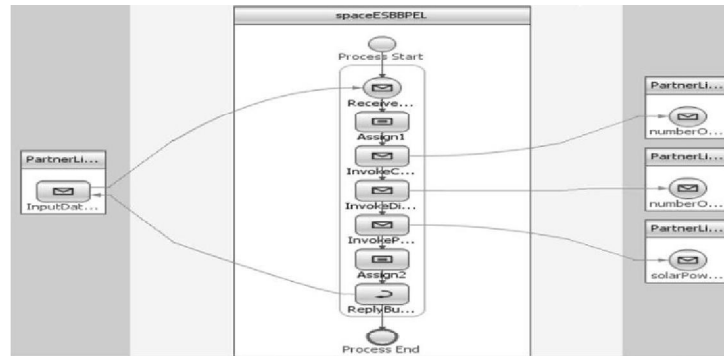 spaceESBBPEL
Process Start
Receive...
Assign1
InvokeC...
InvokeDi...
InvokeP...
Assign2
ReplyBu...
Process End
PartnerLi...
InputDat...
PartnerLi...
numberO...
PartnerLi...
numberO...
PartnerLi...
solarPow...